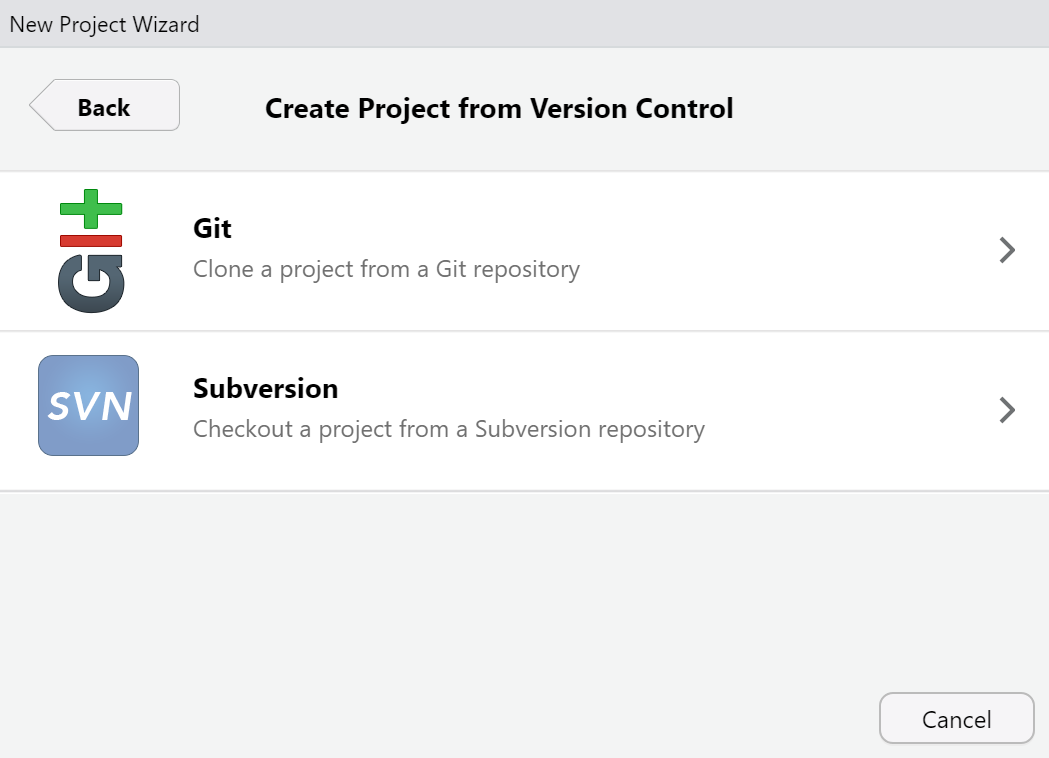 New Project Wizard
Back
Create Project from Version Control
Git
Git
Clone a project from a Git repository
SVN
Subversion
Checkout a project from a Subversion repository
Cancel